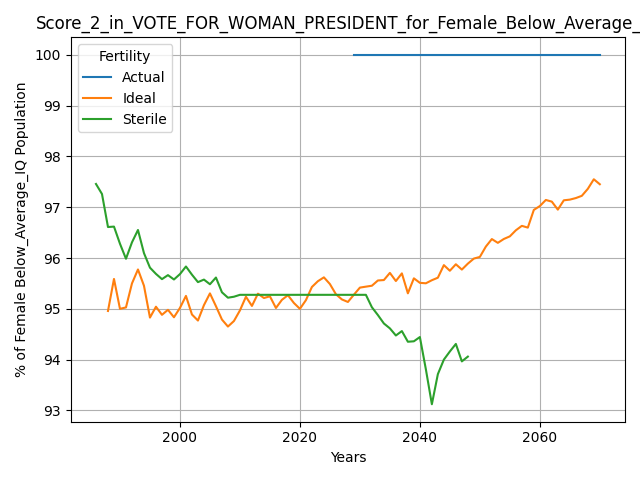 Score_2_in_VOTE_FOR_WOMAN_PRESIDENT_for_Female_Below_Average_
Fertility
Actual
Ideal
Sterile
% of Female Below_Average_IQ Population
100
99
98
97
96
95
94
93
2000
2020
2040
2060
Years